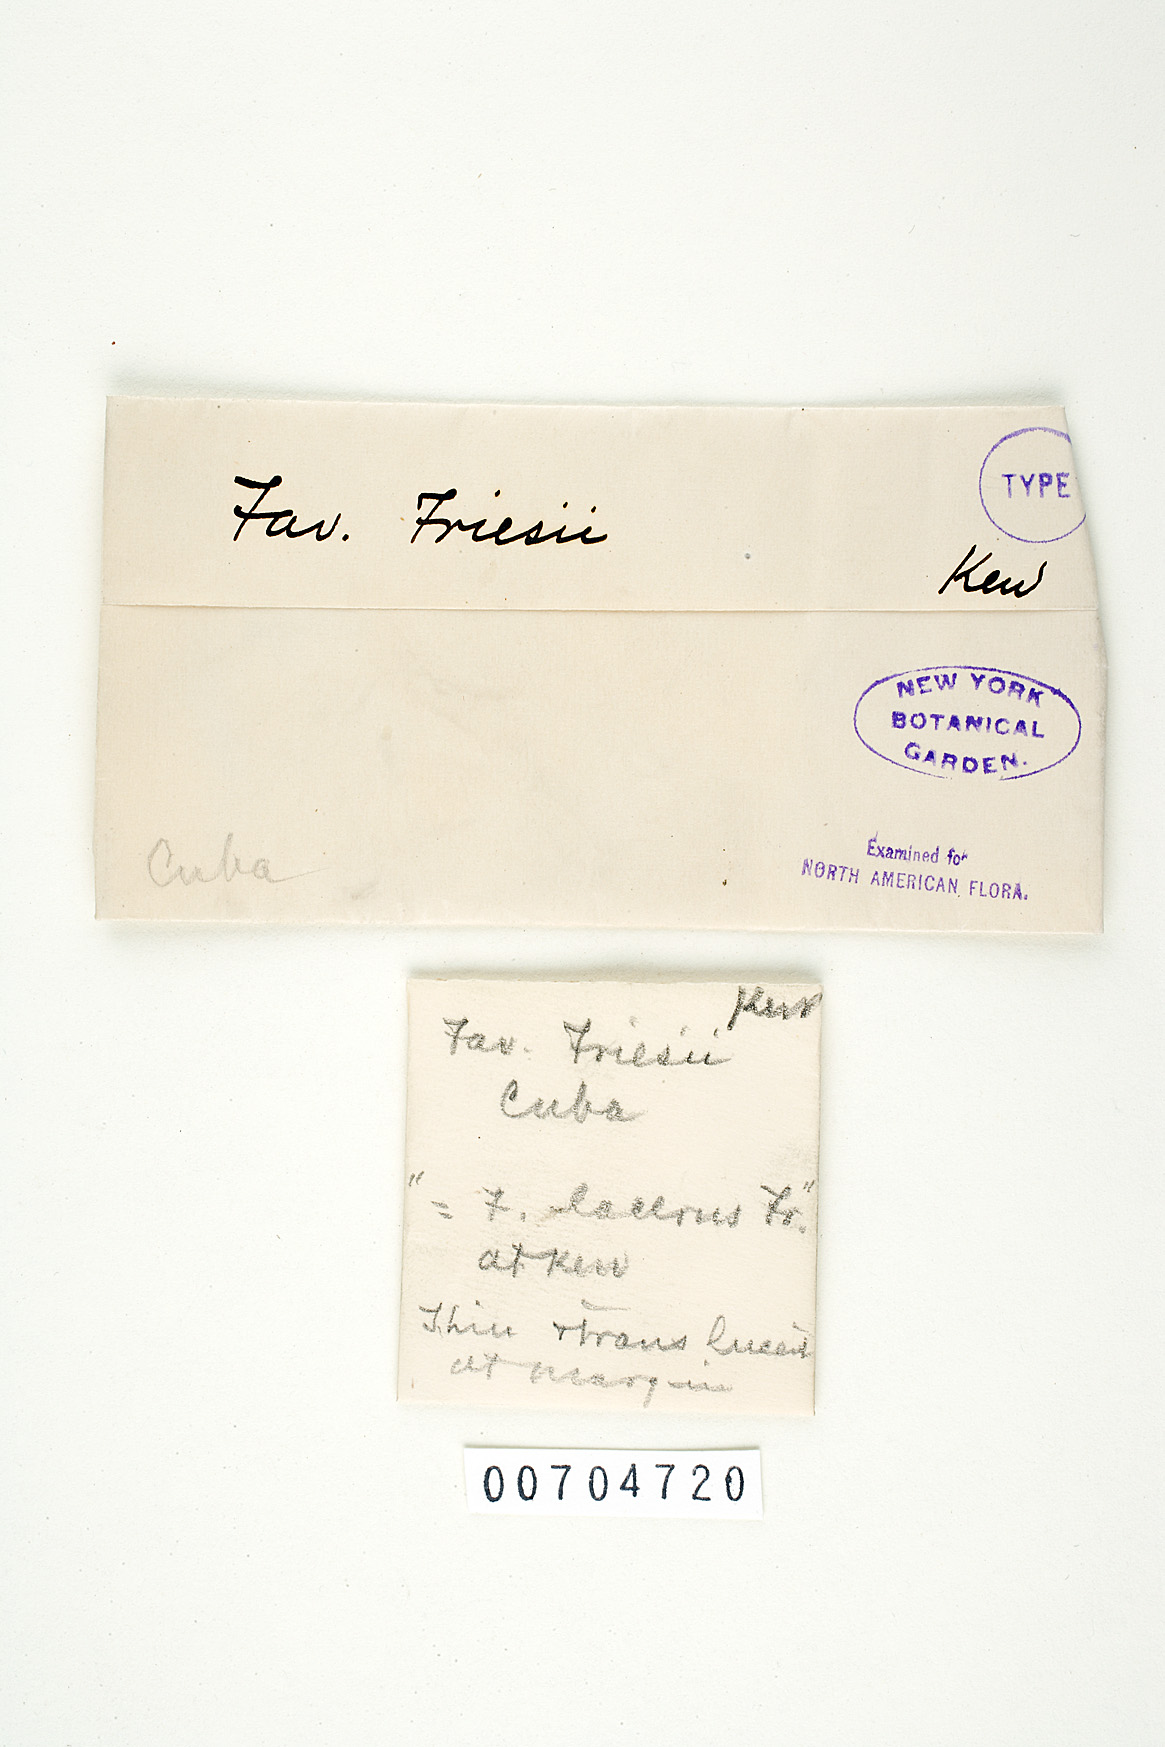 Fav. Friesii
TYPE
Kew
NEW YORK
BOTANICAL
GARDEN.
Cuba
Examined for
NORTH AMERICAN FLORA.
Kew
Fav. Friesii
Cuba
" = F. lacerus Fr."
at Kew
Thin & translucent
at margin
00704720